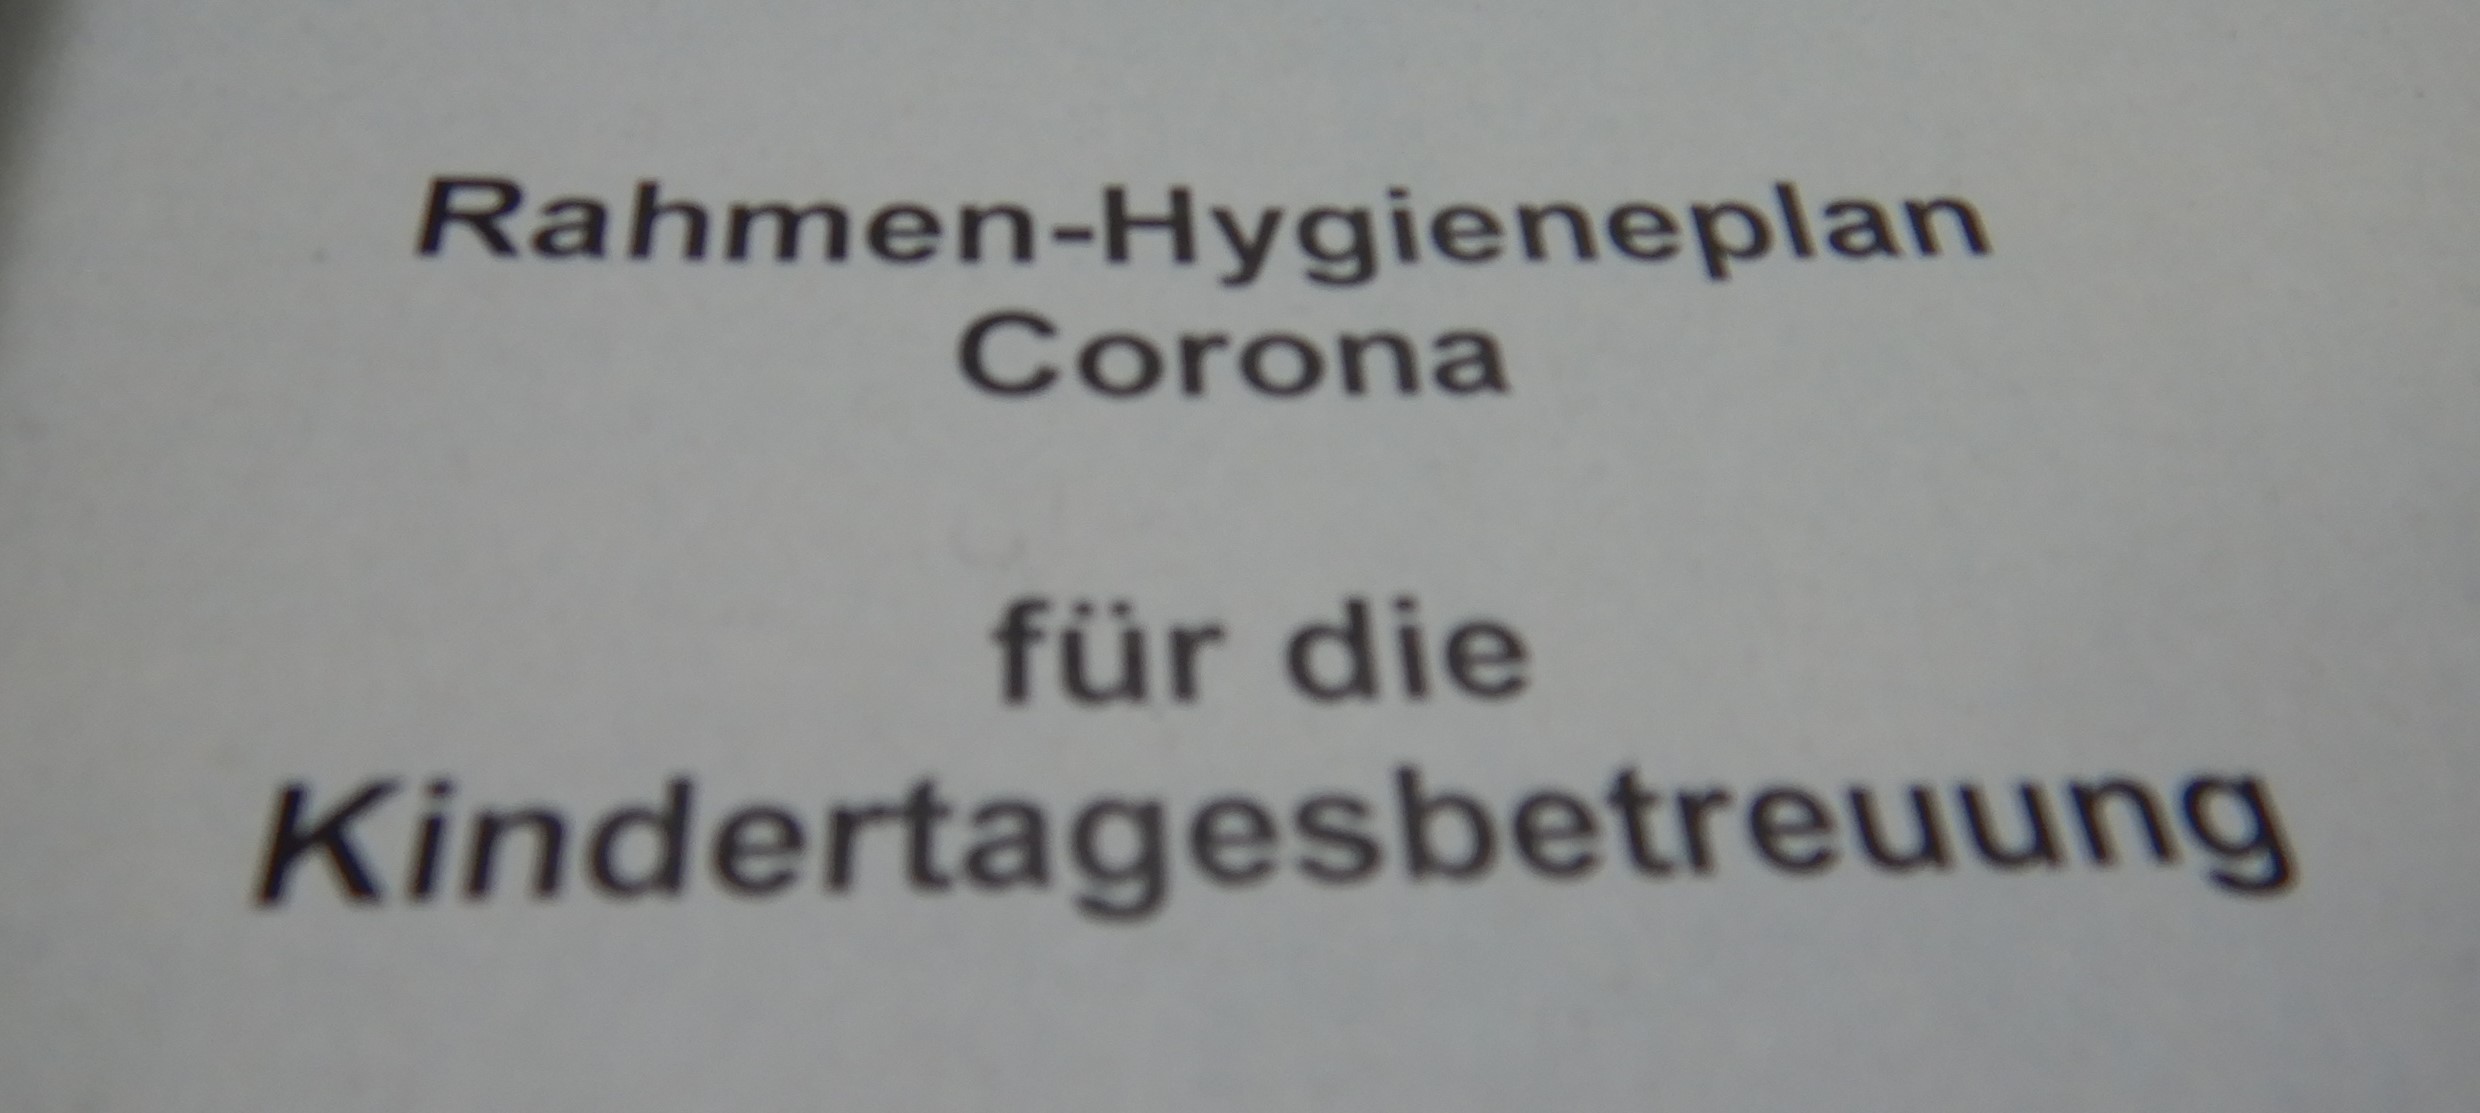 Rahmen-Hygieneplan
Corona
für die
Kindertagesbetreuung